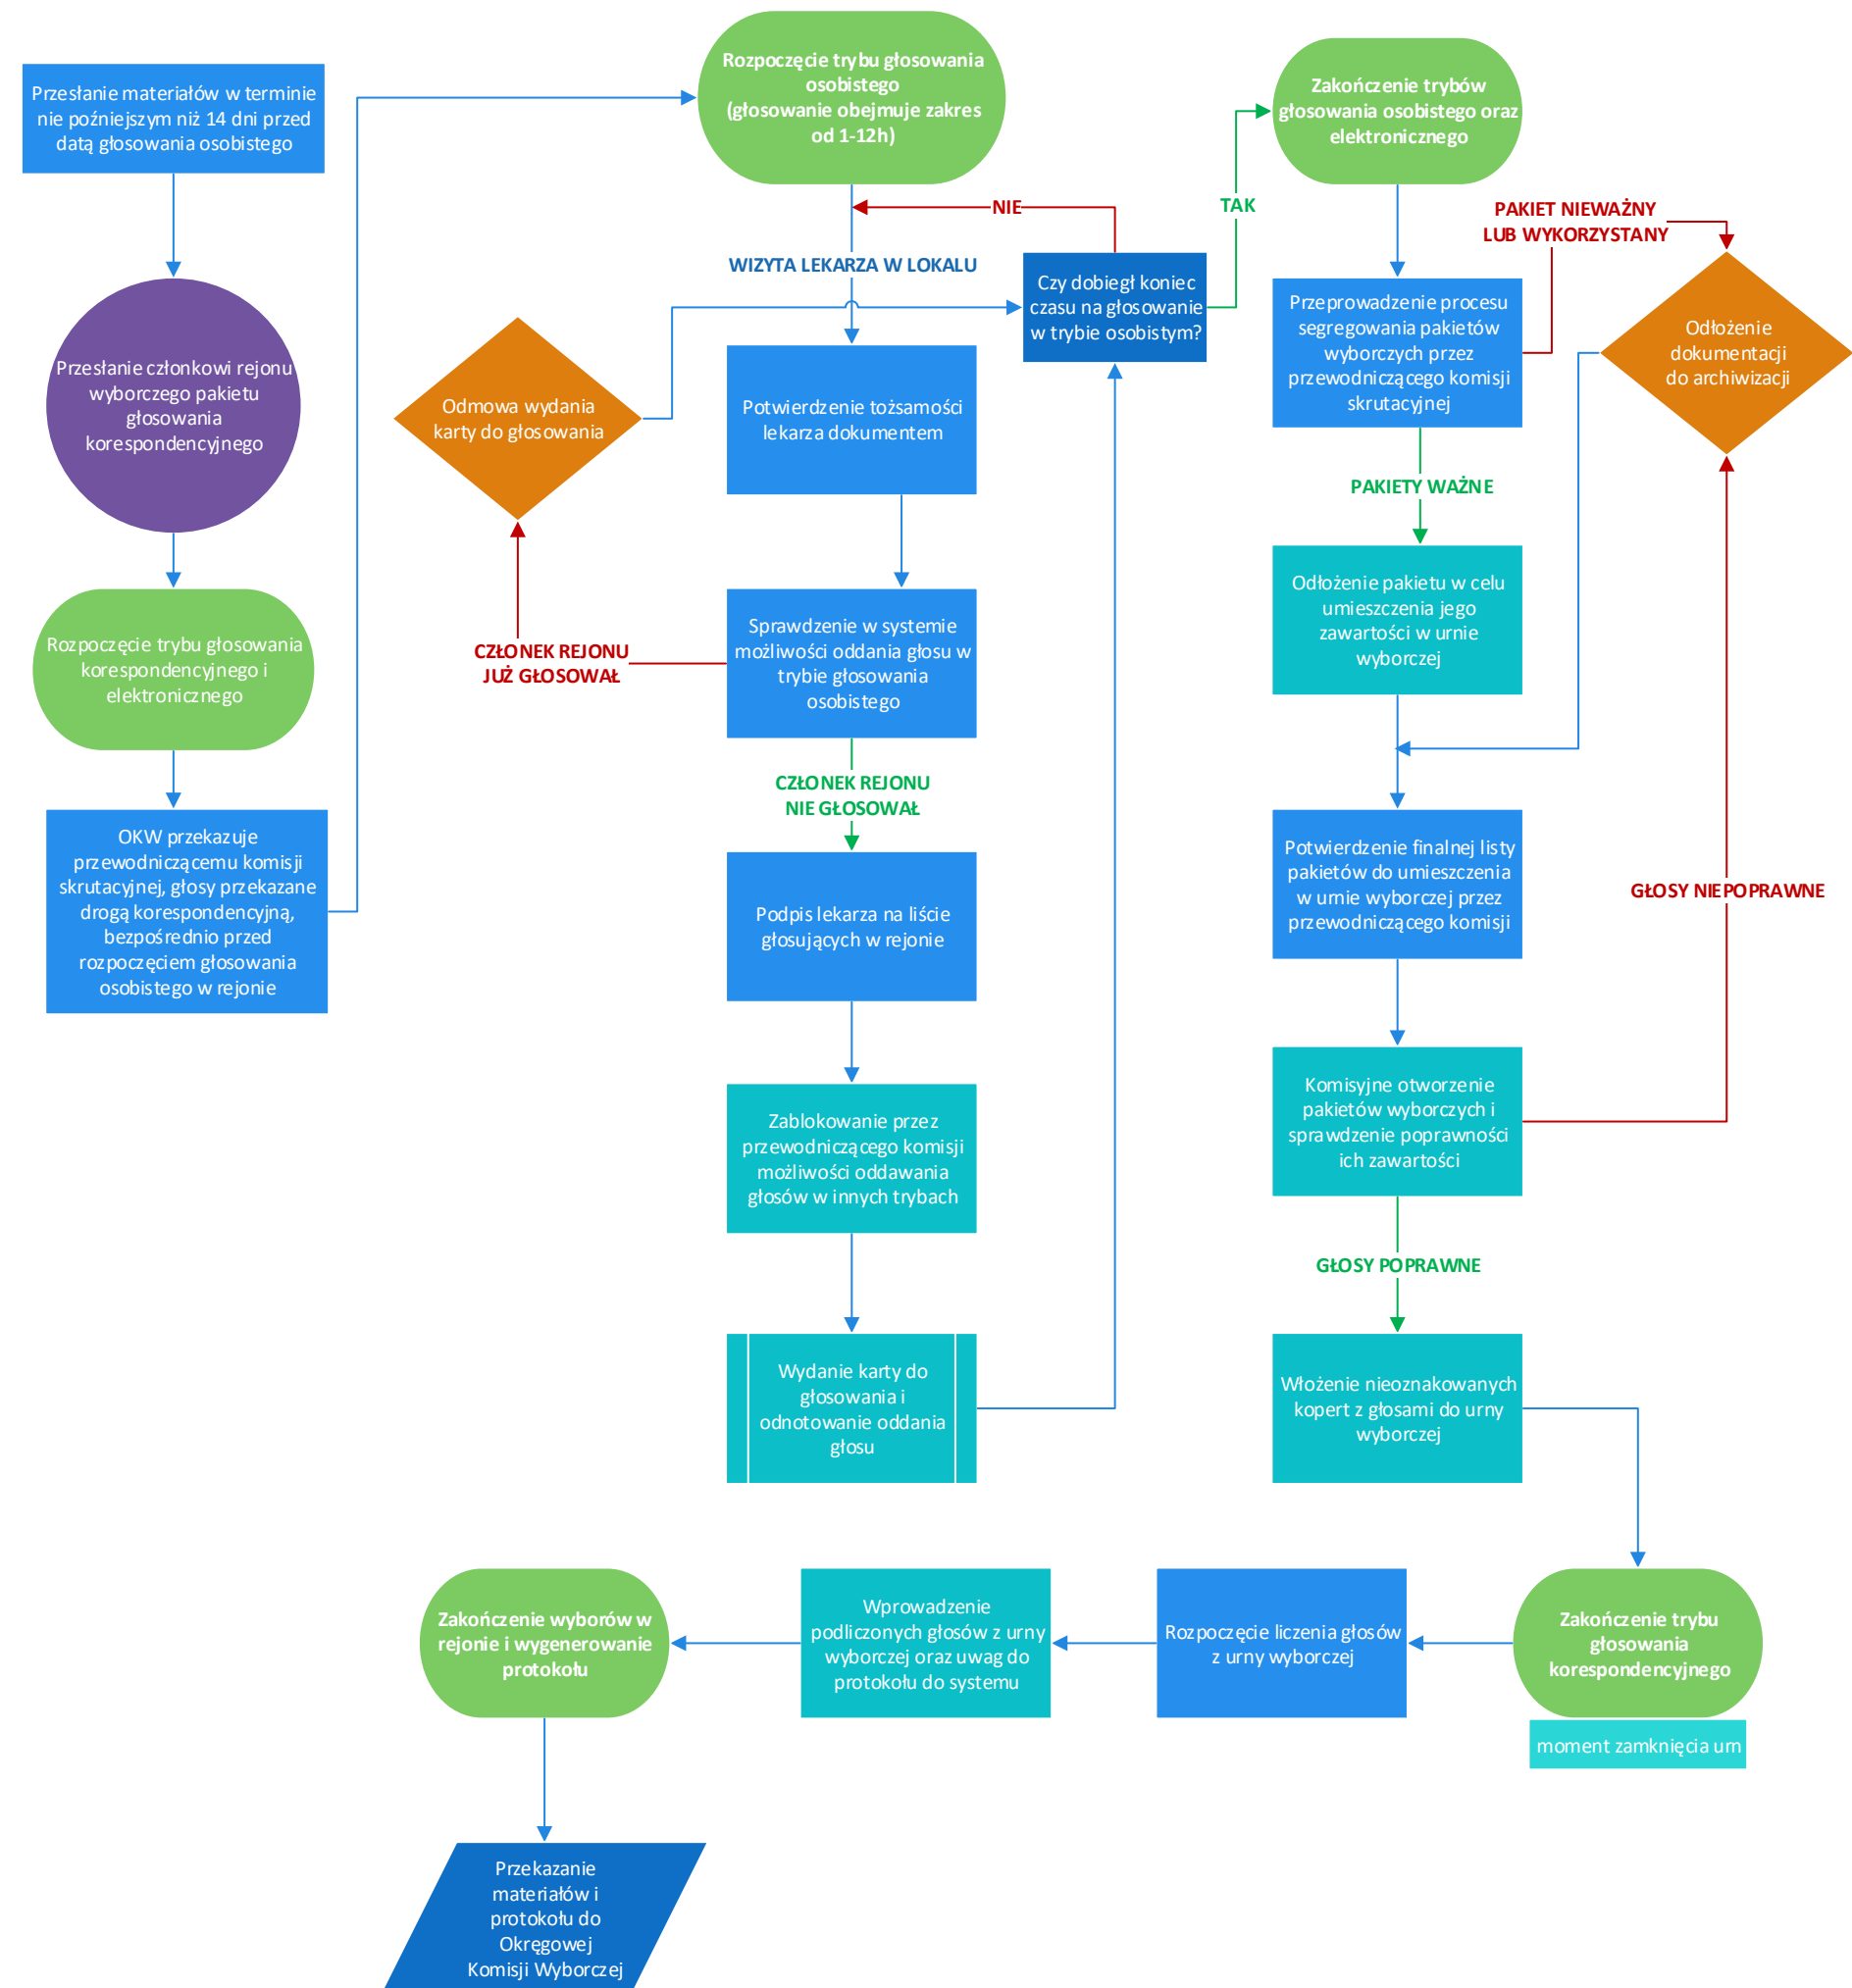 Przesłanie materiałów w terminie
nie poźniejszym niż 14 dni przed
datą głosowania osobistego
Przesłanie członkowi rejonu
wyborczego pakietu
głosowania
korespondencyjnego
Rozpoczęcie trybu głosowania
korespondencyjnego i
elektronicznego
OKW przekazuje
przewodniczącemu komisji
skrutacyjnej, głosy przekazane
drogą korespondencyjną,
bezpośrednio przed
rozpoczęciem głosowania
osobistego w rejonie
Rozpoczęcie trybu głosowania
osobistego
(głosowanie obejmuje zakres
od 1-12h)
NIE
WIZYTA LEKARZA W LOKALU
Czy dobiegł koniec
czasu na głosowanie
w trybie osobistym?
TAK
Odmowa wydania
karty do głosowania
Potwierdzenie tożsamości
lekarza dokumentem
Sprawdzenie w systemie
możliwości oddania głosu w
trybie głosowania
osobistego
CZŁONEK REJONU
JUŻ GŁOSOWAŁ
CZŁONEK REJONU
NIE GŁOSOWAŁ
Podpis lekarza na liście
głosujących w rejonie
Zablokowanie przez
przewodniczącego komisji
możliwości oddawania
głosów w innych trybach
Wydanie karty do
głosowania i
odnotowanie oddania
głosu
Zakończenie trybów
głosowania osobistego oraz
elektronicznego
PAKIET NIEWAŻNY
LUB WYKORZYSTANY
Przeprowadzenie procesu
segregowania pakietów
wyborczych przez
przewodniczącego komisji
skrutacyjnej
Odłożenie
dokumentacji
do archiwizacji
PAKIETY WAŻNE
Odłożenie pakietu w celu
umieszczenia jego
zawartości w urnie
wyborczej
Potwierdzenie finalnej listy
pakietów do umieszczenia
w urnie wyborczej przez
przewodniczącego komisji
GŁOSY NIEPOPRAWNE
Komisyjne otworzenie
pakietów wyborczych i
sprawdzenie poprawności
ich zawartości
GŁOSY POPRAWNE
Włożenie nieoznakowanych
kopert z głosami do urny
wyborczej
Zakończenie trybu
głosowania
korespondencyjnego
moment zamknięcia urn
Rozpoczęcie liczenia głosów
z urny wyborczej
Wprowadzenie
podliczonych głosów z urny
wyborczej oraz uwag do
protokołu do systemu
Zakończenie wyborów w
rejonie i wygenerowanie
protokołu
Przekazanie
materiałów i
protokołu do
Okręgowej
Komisji Wyborczej